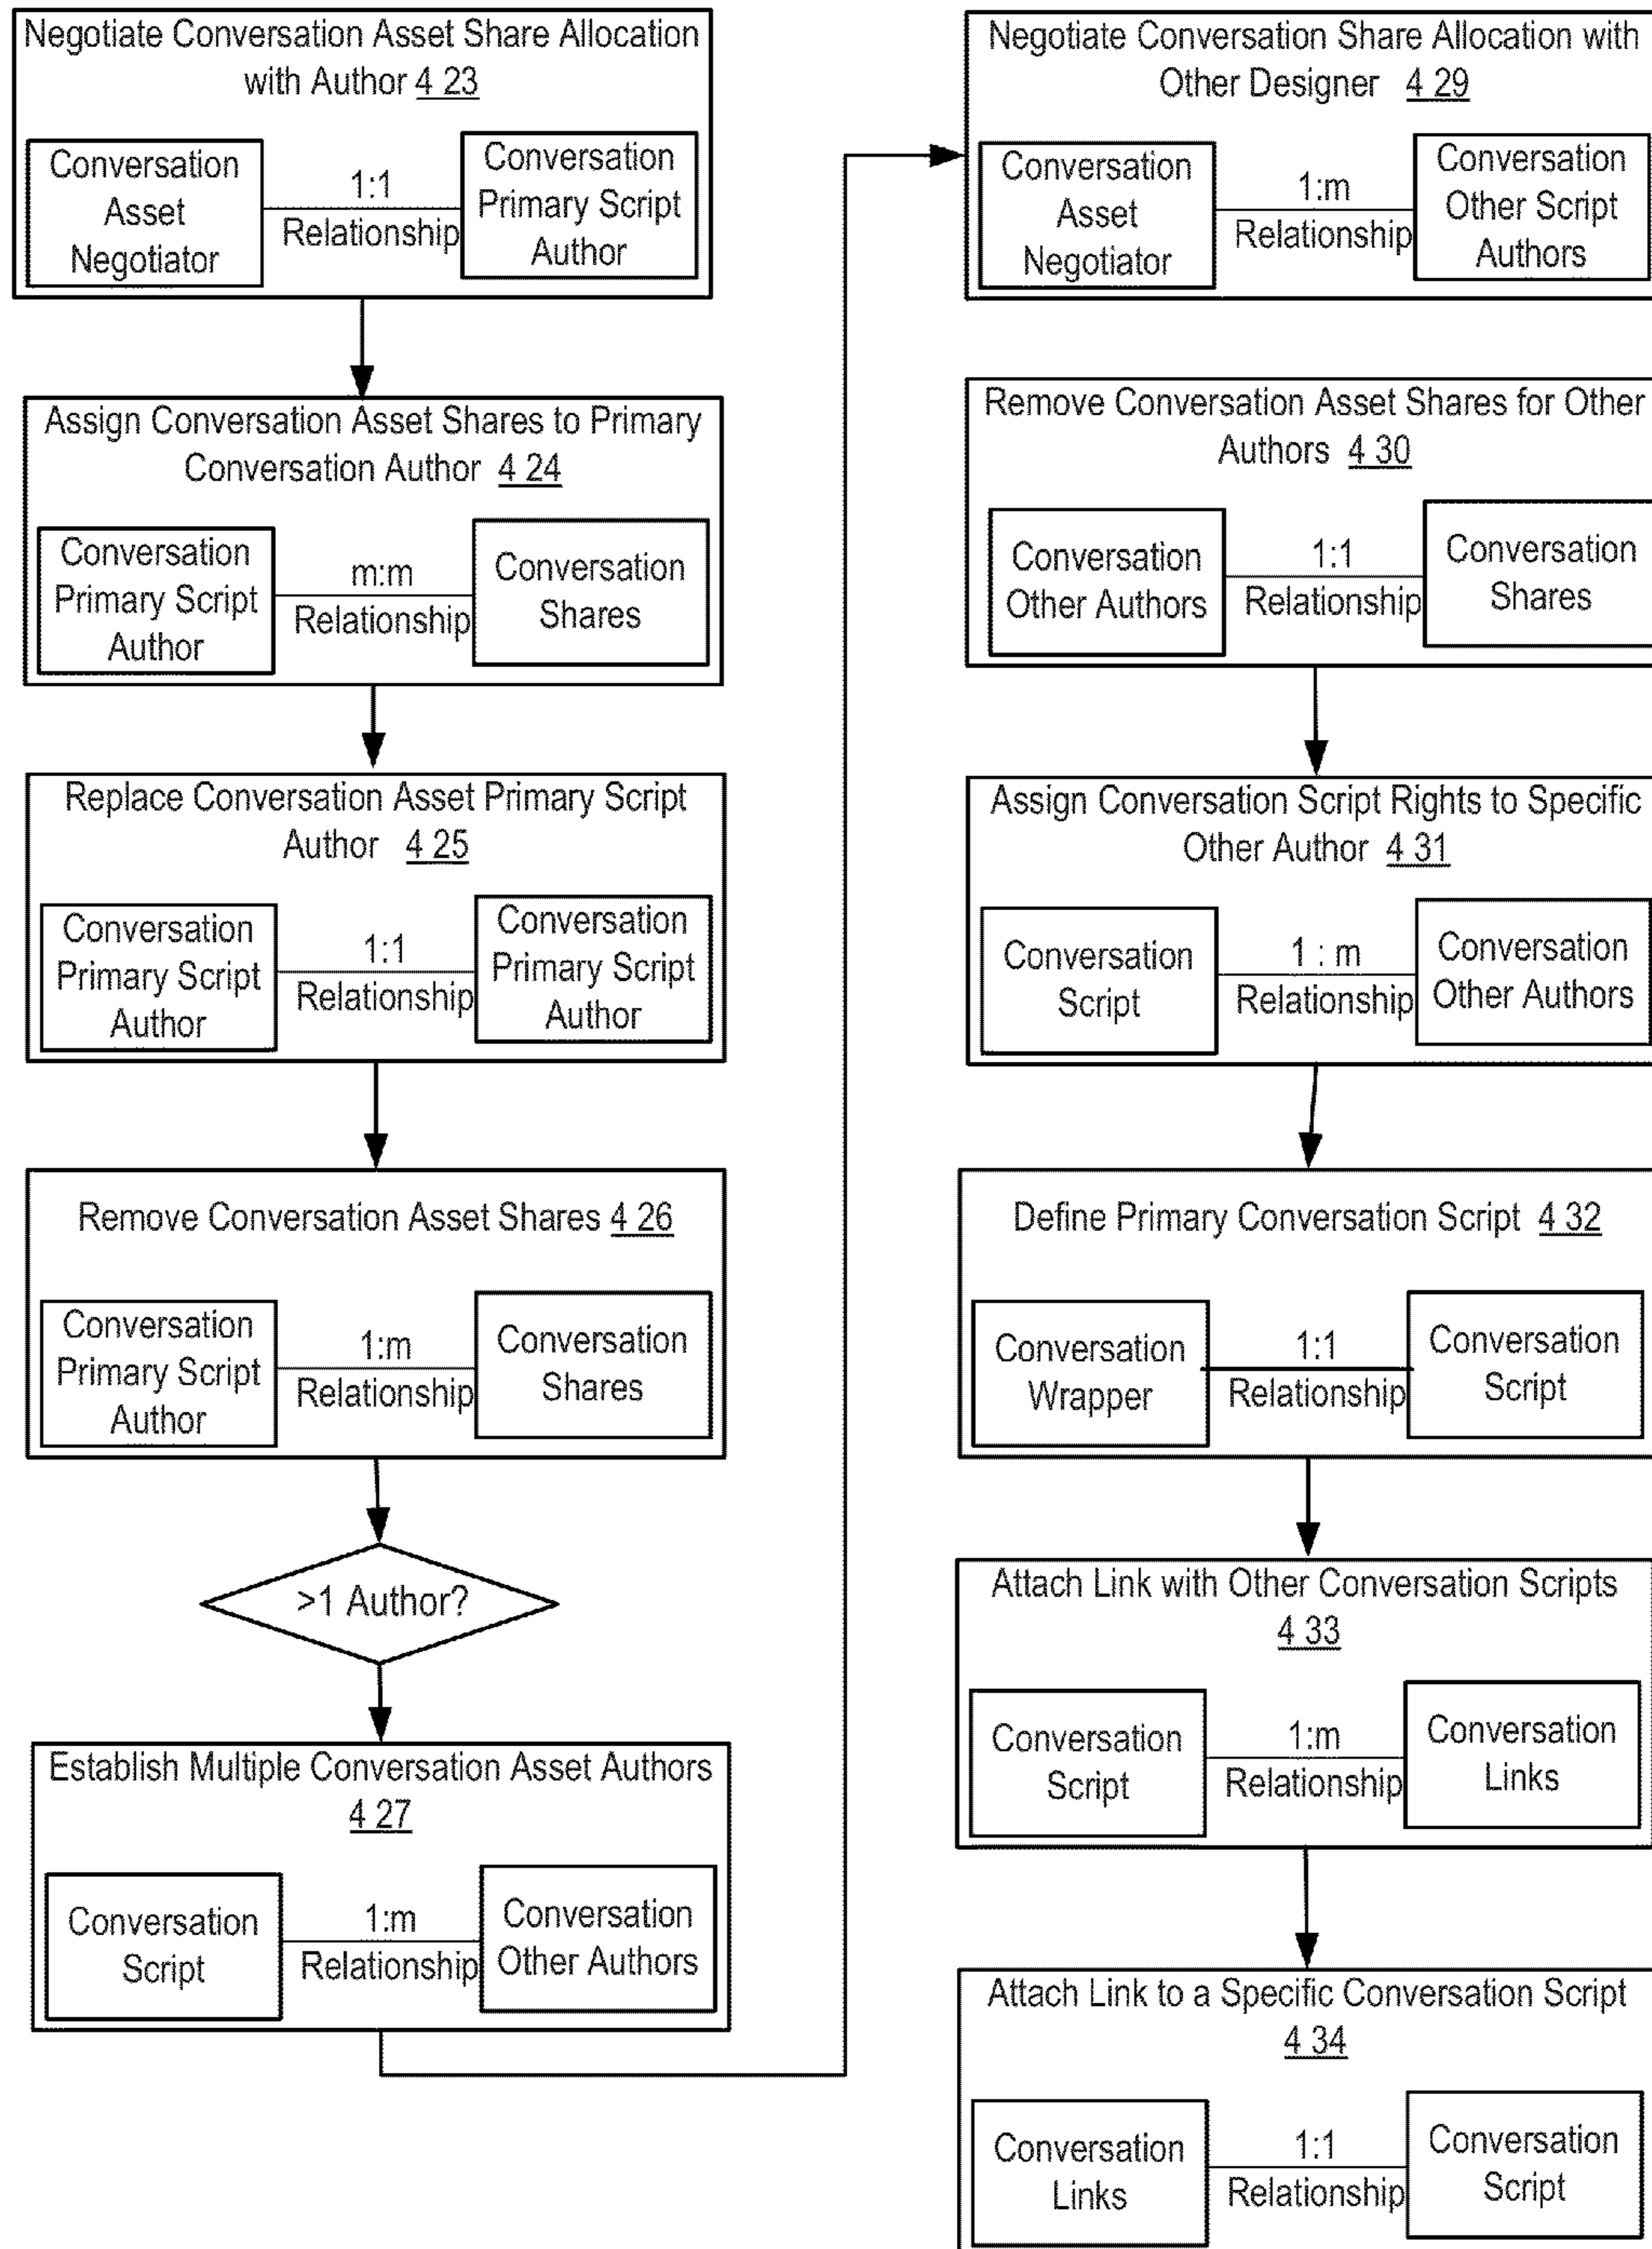 Negotiate Conversation Asset Share Allocation
with Author 4 23
Conversation
Asset
Negotiator
1:1
Relationship
Conversation
Primary Script
Author
Assign Conversation Asset Shares to Primary
Conversation Author 4 24
Conversation
Primary Script
Author
m:m
Relationship
Conversation
Shares
Replace Conversation Asset Primary Script
Author 4 25
Conversation
Primary Script
Author
1:1
Relationship
Conversation
Primary Script
Author
Remove Conversation Asset Shares 4 26
Conversation
Primary Script
Author
1:m
Relationship
Conversation
Shares
>1 Author?
Establish Multiple Conversation Asset Authors
4 27
Conversation
Script
1:m
Relationship
Conversation
Other Authors
Negotiate Conversation Share Allocation with
Other Designer 4 29
Conversation
Asset
Negotiator
1:m
Relationship
Conversation
Other Script
Authors
Remove Conversation Asset Shares for Other
Authors 4 30
Conversation
Other Authors
1:1
Relationship
Conversation
Shares
Assign Conversation Script Rights to Specific
Other Author 4 31
Conversation
Script
1 : m
Relationship
Conversation
Other Authors
Define Primary Conversation Script 4 32
Conversation
Wrapper
1:1
Relationship
Conversation
Script
Attach Link with Other Conversation Scripts
4 33
Conversation
Script
1:m
Relationship
Conversation
Links
Attach Link to a Specific Conversation Script
4 34
Conversation
Links
1:1
Relationship
Conversation
Script